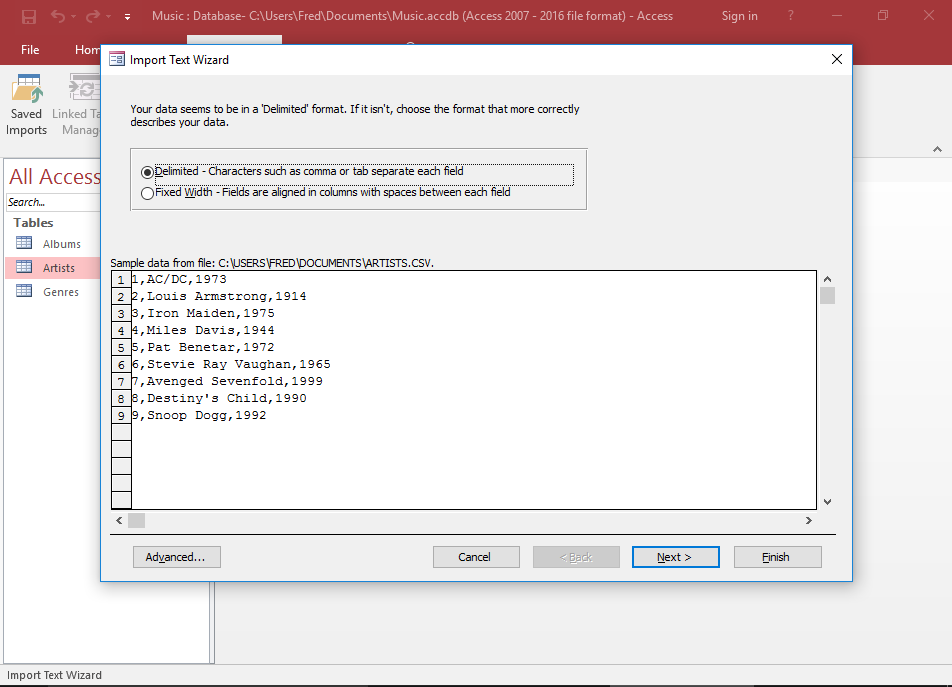 Music : Database- C:\Users\Fred\Documents\Music.accdb (Access 2007 - 2016 file format) - Access
Sign in
?
File
Hom
Saved Imports
Linked Ta
Manag
Import Text Wizard
Your data seems to be in a 'Delimited' format. If it isn't, choose the format that more correctly
describes your data.
Delimited - Characters such as comma or tab separate each field
Fixed Width - Fields are aligned in columns with spaces between each field
All Access
Search...
Tables
Albums
Artists
Genres
Sample data from file: C:\USERS\FRED\DOCUMENTS\ARTISTS.CSV.
1 1,AC/DC,1973
2 2,Louis Armstrong,1914
3 3,Iron Maiden,1975
4 4,Miles Davis,1944
5 5,Pat Benetar,1972
6 6,Stevie Ray Vaughan,1965
7 7,Avenged Sevenfold,1999
8 8,Destiny's Child,1990
9 9,Snoop Dogg,1992
Advanced...
Cancel
< Back
Next >
Finish
Import Text Wizard